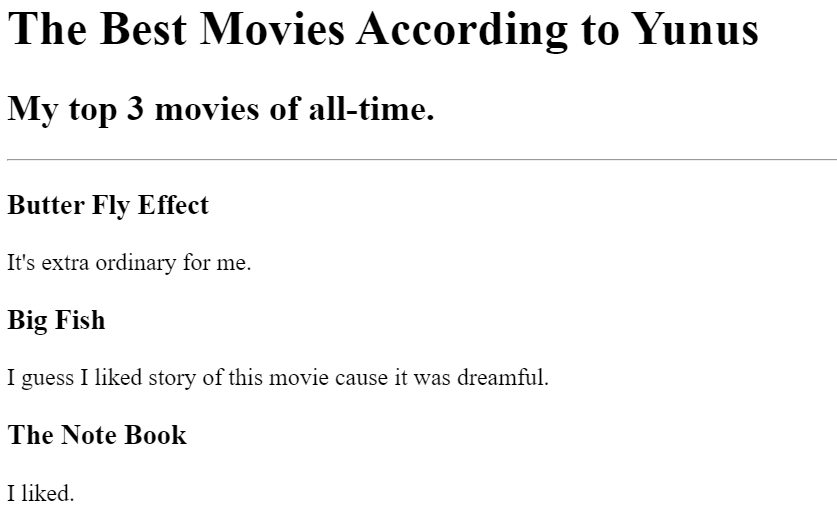 The Best Movies According to Yunus
My top 3 movies of all-time.
Butter Fly Effect
It's extra ordinary for me.
Big Fish
I guess I liked story of this movie cause it was dreamful.
The Note Book
I liked.